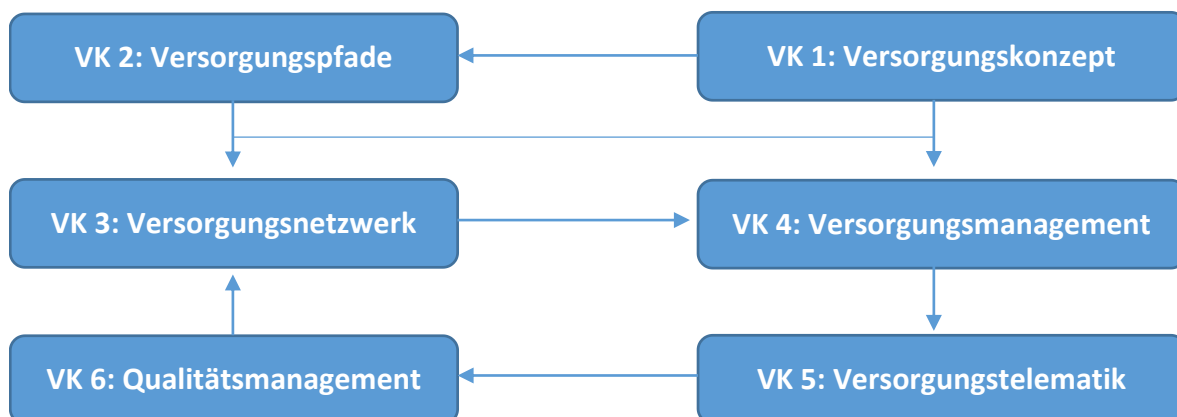 VK 2: Versorgungspfade
VK 1: Versorgungskonzept
VK 3: Versorgungsnetzwerk
VK 4: Versorgungsmanagement
VK 6: Qualitätsmanagement
VK 5: Versorgungstelematik